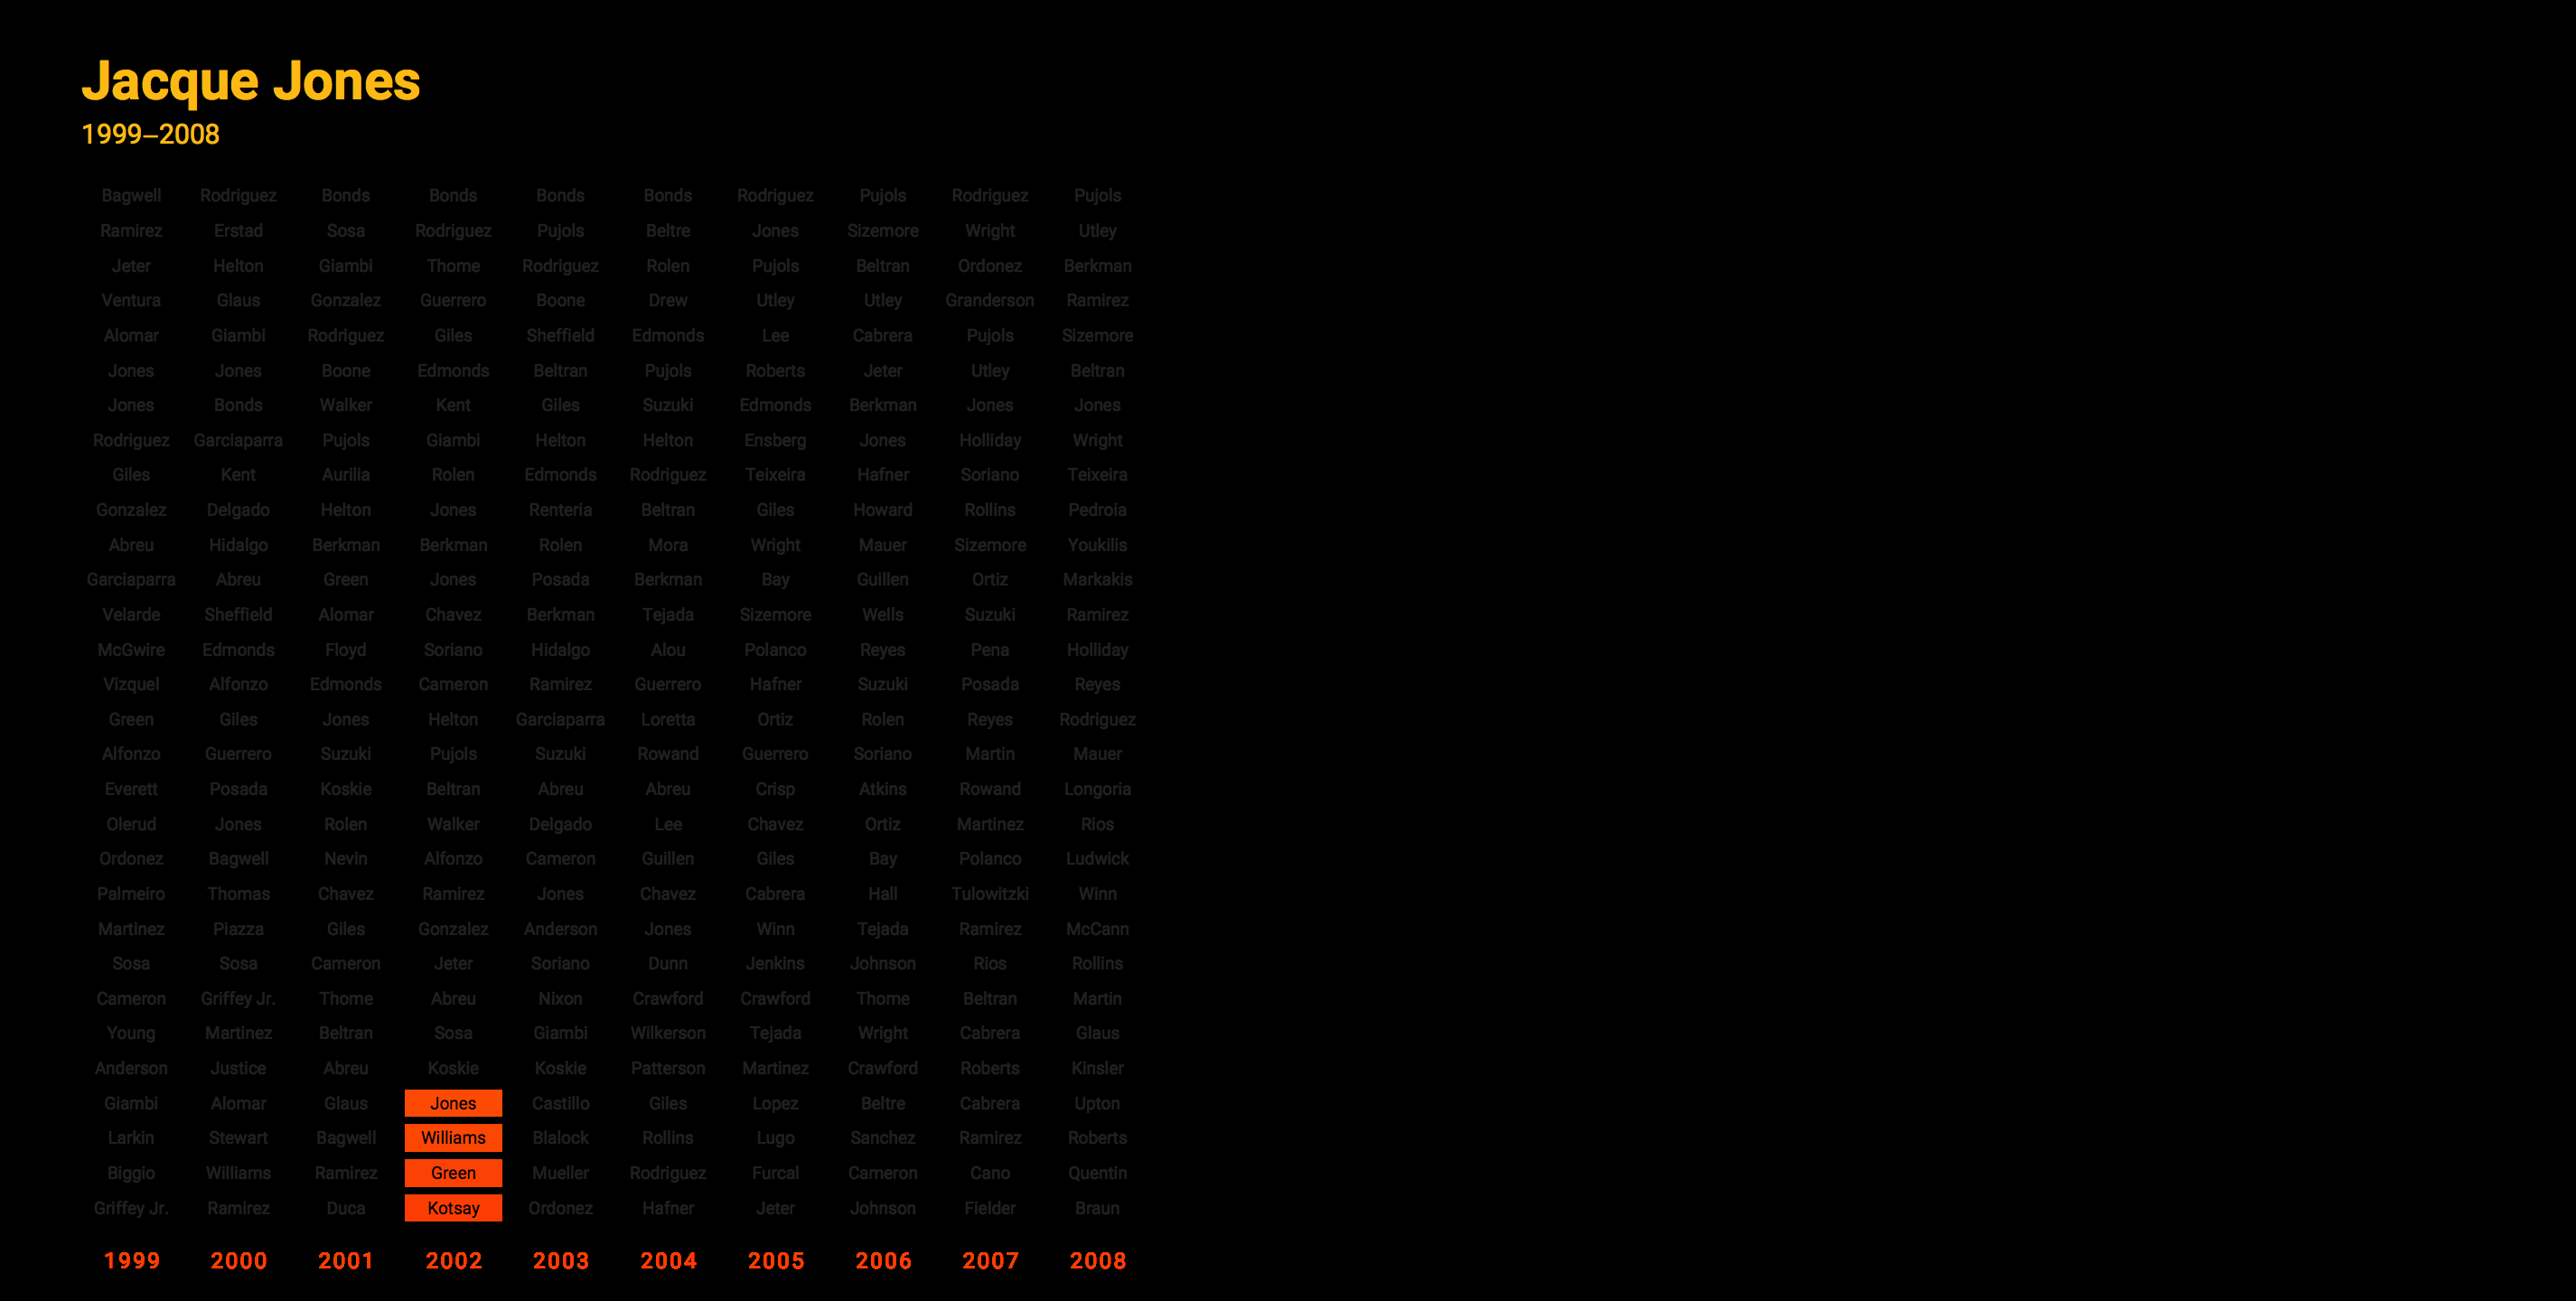 Jacque Jones
1999–2008
Bagwell Rodriguez Bonds Bonds Bonds Bonds Rodriguez Pujols Rodriguez Pujols
Ramirez Erstad Sosa Rodriguez Pujols Beltre Jones Sizemore Wright Utley
Jeter Helton Giambi Thome Rodriguez Rolen Pujols Beltran Ordonez Berkman
Ventura Glaus Gonzalez Guerrero Boone Drew Utley Utley Granderson Ramirez
Alomar Giambi Rodriguez Giles Sheffield Edmonds Lee Cabrera Pujols Sizemore
Jones Jones Boone Edmonds Beltran Pujols Roberts Jeter Utley Beltran
Jones Bonds Walker Kent Giles Suzuki Edmonds Berkman Jones Jones
Rodriguez Garciaparra Pujols Giambi Helton Helton Ensberg Jones Holliday Wright
Giles Kent Aurilia Rolen Edmonds Rodriguez Teixeira Hafner Soriano Teixeira
Gonzalez Delgado Helton Jones Renteria Beltran Giles Howard Rollins Pedroia
Abreu Hidalgo Berkman Berkman Rolen Mora Wright Mauer Sizemore Youkilis
Garciaparra Abreu Green Jones Posada Berkman Bay Guillen Ortiz Markakis
Velarde Sheffield Alomar Chavez Berkman Tejada Sizemore Wells Suzuki Ramirez
McGwire Edmonds Floyd Soriano Hidalgo Alou Polanco Reyes Pena Holliday
Vizquel Alfonzo Edmonds Cameron Ramirez Guerrero Hafner Suzuki Posada Reyes
Green Giles Jones Helton Garciaparra Loretta Ortiz Rolen Reyes Rodriguez
Alfonzo Guerrero Suzuki Pujols Suzuki Rowand Guerrero Soriano Martin Mauer
Everett Posada Koskie Beltran Abreu Abreu Crisp Atkins Rowand Longoria
Olerud Jones Rolen Walker Delgado Lee Chavez Ortiz Martinez Rios
Ordonez Bagwell Nevin Alfonzo Cameron Guillen Giles Bay Polanco Ludwick
Palmeiro Thomas Chavez Ramirez Jones Chavez Cabrera Hall Tulowitzki Winn
Martinez Piazza Giles Gonzalez Anderson Jones Winn Tejada Ramirez McCann
Sosa Sosa Cameron Jeter Soriano Dunn Jenkins Johnson Rios Rollins
Cameron Griffey Jr. Thome Abreu Nixon Crawford Crawford Thome Beltran Martin
Young Martinez Beltran Sosa Giambi Wilkerson Tejada Wright Cabrera Glaus
Anderson Justice Abreu Koskie Koskie Patterson Martinez Crawford Roberts Kinsler
Giambi Alomar Glaus Jones Castillo Giles Lopez Beltre Cabrera Upton
Larkin Stewart Bagwell Williams Blalock Rollins Lugo Sanchez Ramirez Roberts
Biggio Williams Ramirez Green Mueller Rodriguez Furcal Cameron Cano Quentin
Griffey Jr. Ramirez Duca Kotsay Ordonez Hafner Jeter Johnson Fielder Braun
1999 2000 2001 2002 2003 2004 2005 2006 2007 2008